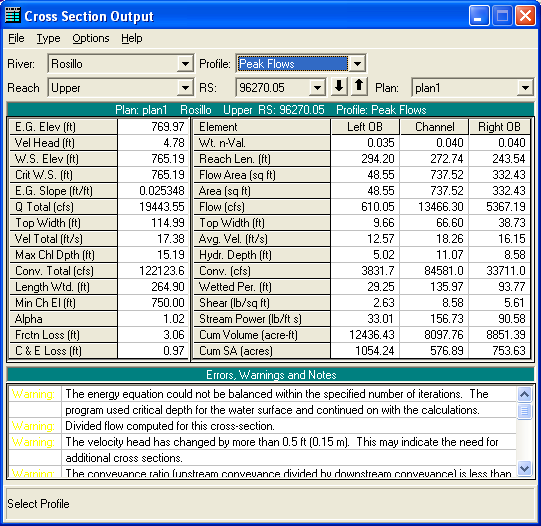 Cross Section Output
File Type Options Help
River: Rosillo Profile: Peak Flows
Reach Upper RS: 96270.05 Plan: plan1
Plan: plan1 Rosillo Upper RS: 96270.05 Profile: Peak Flows
E.G. Elev (ft) 769.97 Element Left OB Channel Right OB
Vel Head (ft) 4.78 Wt. n-Val. 0.035 0.040 0.040
W.S. Elev (ft) 765.19 Reach Len. (ft) 294.20 272.74 243.54
Crit W.S. (ft) 765.19 Flow Area (sq ft) 48.55 737.52 332.43
E.G. Slope (ft/ft) 0.025348 Area (sq ft) 48.55 737.52 332.43
Q Total (cfs) 19443.55 Flow (cfs) 610.05 13466.30 5367.19
Top Width (ft) 114.99 Top Width (ft) 9.66 66.60 38.73
Vel Total (ft/s) 17.38 Avg. Vel. (ft/s) 12.57 18.26 16.15
Max Chl Dpth (ft) 15.19 Hydr. Depth (ft) 5.02 11.07 8.58
Conv. Total (cfs) 122123.6 Conv. (cfs) 3831.7 84581.0 33711.0
Length Wtd. (ft) 264.90 Wetted Per. (ft) 29.25 135.97 93.77
Min Ch El (ft) 750.00 Shear (lb/sq ft) 2.63 8.58 5.61
Alpha 1.02 Stream Power (lb/ft s) 33.01 156.73 90.58
Frctn Loss (ft) 3.06 Cum Volume (acre-ft) 12436.43 8097.76 8851.39
C & E Loss (ft) 0.97 Cum SA (acres) 1054.24 576.89 753.63
Errors, Warnings and Notes
Warning: The energy equation could not be balanced within the specified number of iterations. The
program used critical depth for the water surface and continued on with the calculations.
Warning: Divided flow computed for this cross-section.
Warning: The velocity head has changed by more than 0.5 ft (0.15 m). This may indicate the need for
additional cross sections.
Warning: The conveyance ratio (upstream conveyance divided by downstream conveyance) is less than
Select Profile